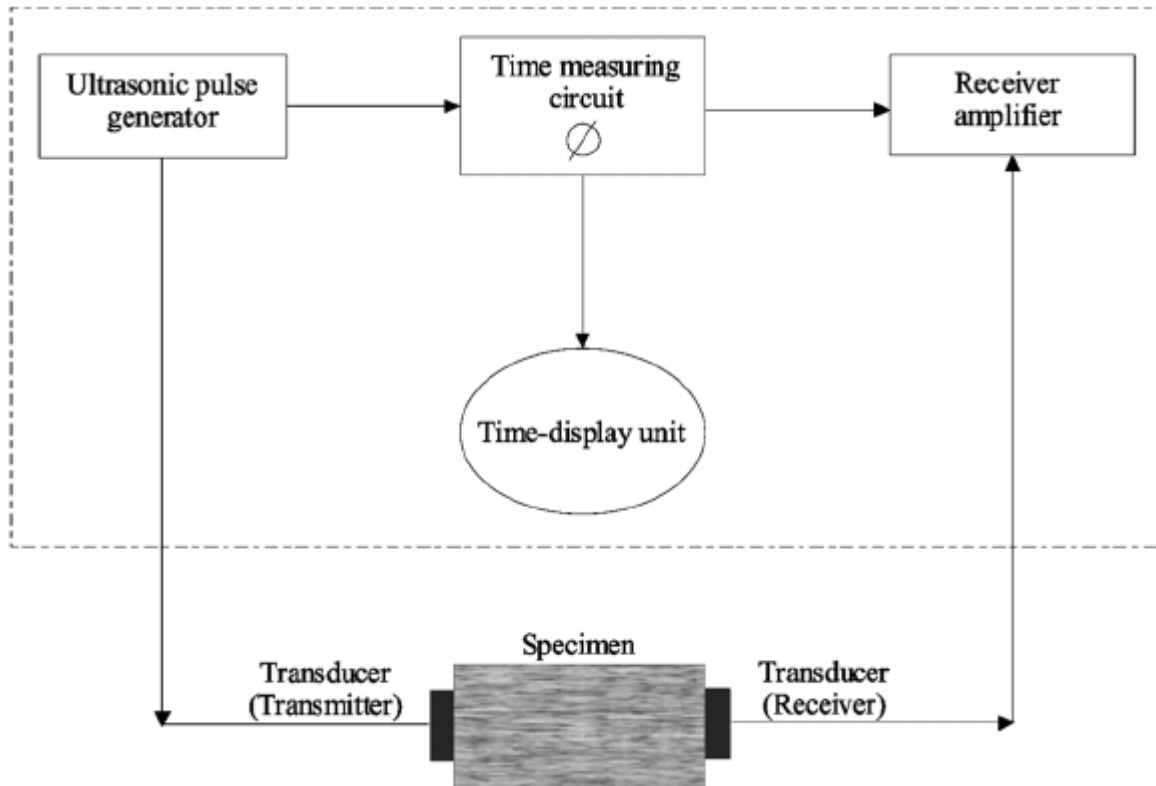 Ultrasonic pulse
generator
Time measuring
circuit
Receiver
amplifier
Time-display unit
Specimen
Transducer
(Transmitter)
Transducer
(Receiver)